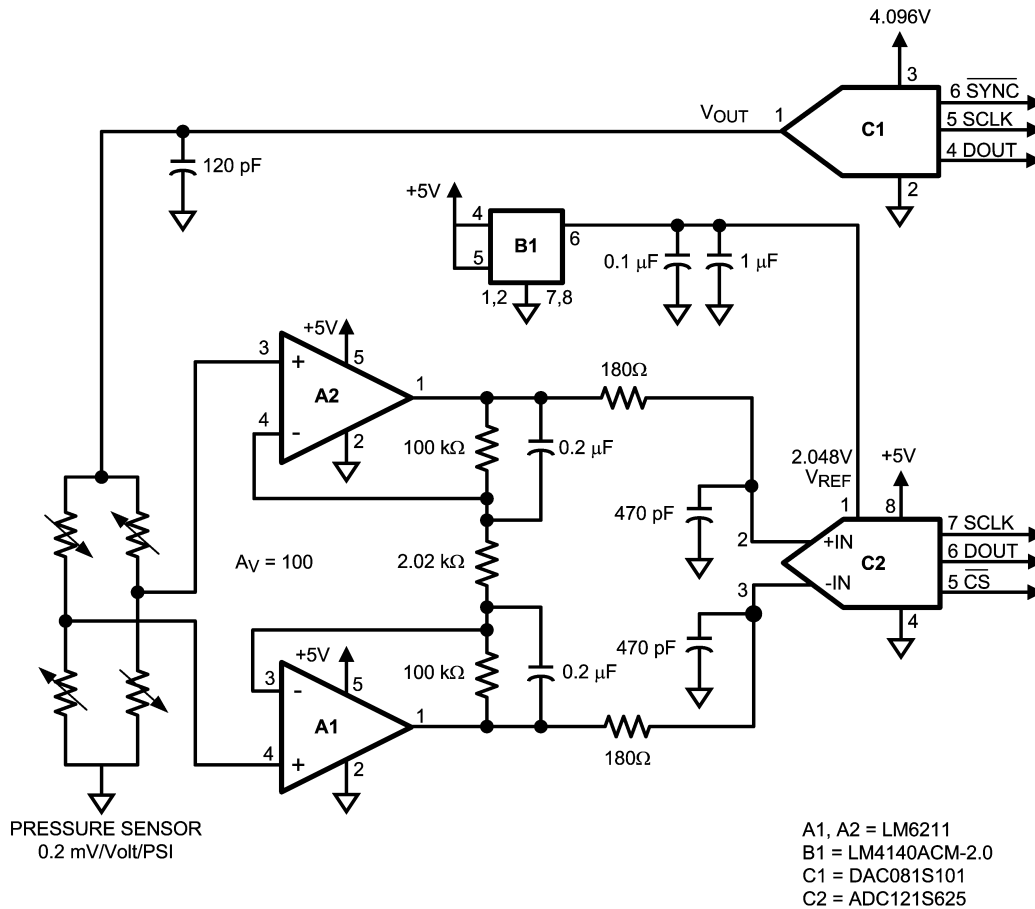 4.096V
3
6 SYNC
5 SCLK
4 DOUT
V_OUT
1
C1
2
120 pF
+5V
4
5
B1
6
1,2
7,8
0.1 µF
1 µF
+5V
3
5
+
A2
1
4
-
2
180Ω
100 kΩ
0.2 µF
2.048V
V_REF
+5V
1
8
470 pF
2
+IN
C2
-IN
3
7 SCLK
6 DOUT
5 CS
4
A_V = 100
2.02 kΩ
470 pF
+5V
3
5
-
A1
1
4
+
2
100 kΩ
0.2 µF
180Ω
PRESSURE SENSOR
0.2 mV/Volt/PSI
A1, A2 = LM6211
B1 = LM4140ACM-2.0
C1 = DAC081S101
C2 = ADC121S625